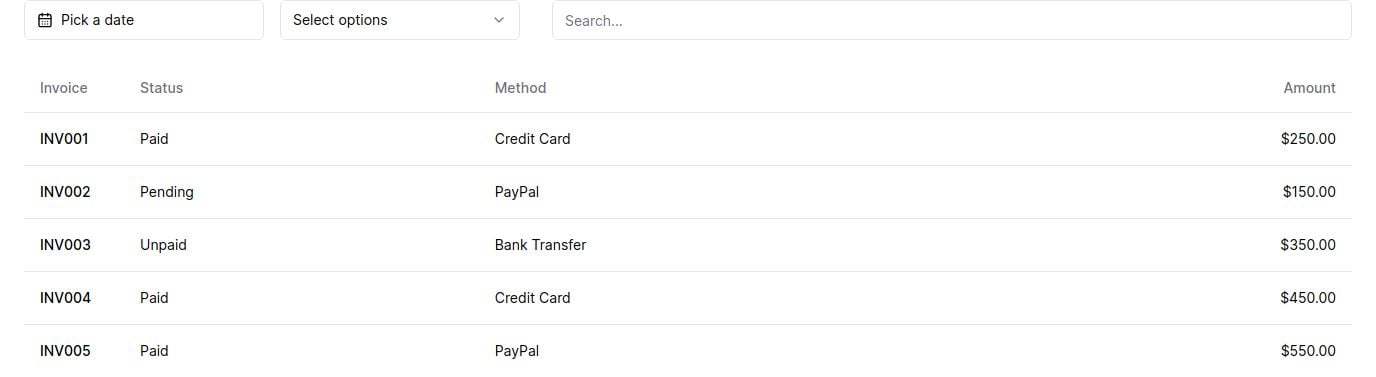 Pick a date Select options Search...
Invoice Status Method Amount
INV001 Paid Credit Card $250.00
INV002 Pending PayPal $150.00
INV003 Unpaid Bank Transfer $350.00
INV004 Paid Credit Card $450.00
INV005 Paid PayPal $550.00